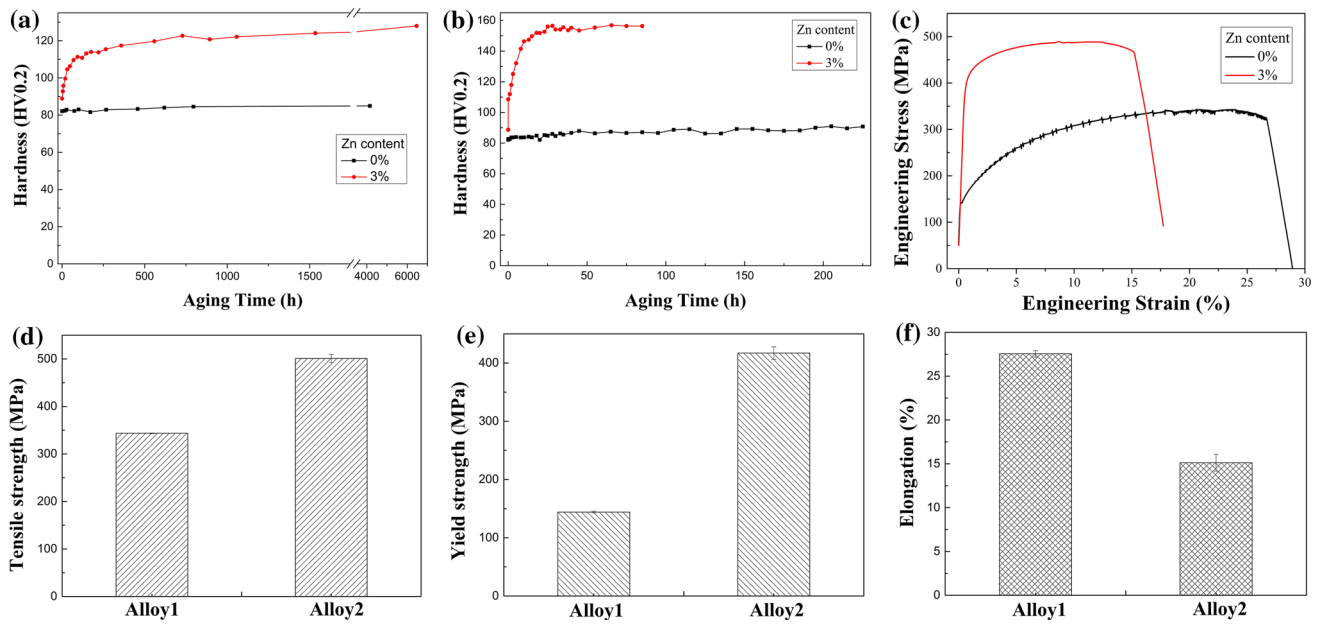 (a)
Hardness (HV0.2)
140
120
100
80
60
40
20
0
Zn content
0%
3%
0
500
1000
1500
4000
6000
Aging Time (h)
(b)
Hardness (HV0.2)
160
140
120
100
80
60
40
20
0
Zn content
0%
3%
0
50
100
150
200
Aging Time (h)
(c)
Engineering Stress (MPa)
500
400
300
200
100
0
Zn content
0%
3%
0
5
10
15
20
25
30
Engineering Strain (%)
(d)
Tensile strength (MPa)
500
400
300
200
100
0
Alloy1
Alloy2
(e)
Yield strength (MPa)
400
300
200
100
0
Alloy1
Alloy2
(f)
Elongation (%)
30
25
20
15
10
5
0
Alloy1
Alloy2